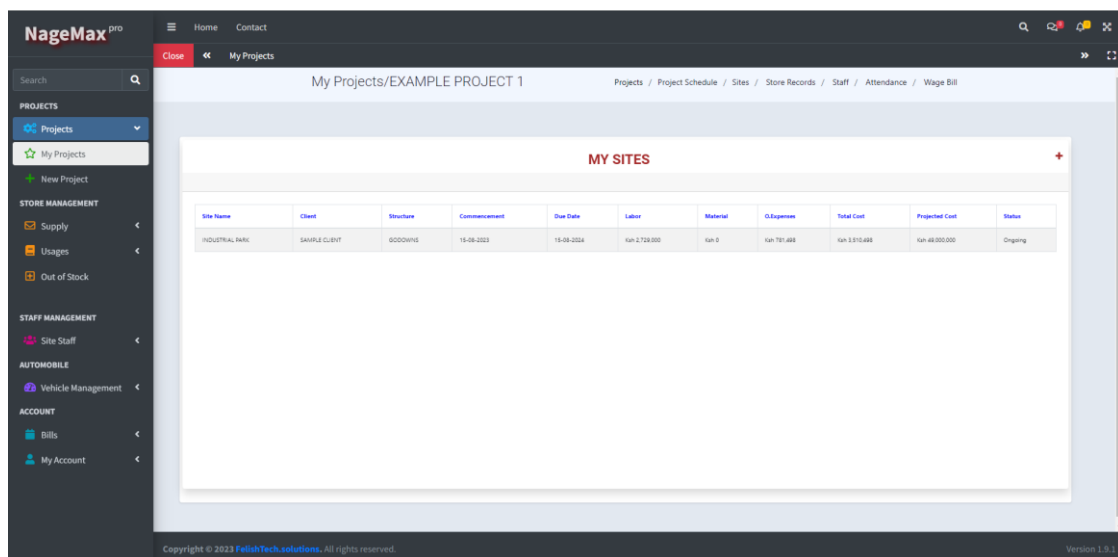 NageMax pro
Home Contact
Close My Projects
Search
PROJECTS
Projects
My Projects
New Project
STORE MANAGEMENT
Supply
Usages
Out of Stock
STAFF MANAGEMENT
Site Staff
AUTOMOBILE
Vehicle Management
ACCOUNT
Bills
My Account
My Projects/EXAMPLE PROJECT 1
Projects / Project Schedule / Sites / Store Records / Staff / Attendance / Wage Bill
MY SITES
Site Name Client Structure Commencement Due Date Labor Material O.Expenses Total Cost Projected Cost Status
INDUSTRIAL PARK SAMPLE CLIENT GODOWNS 15-08-2023 15-08-2024 Ksh 2,729,000 Ksh 0 Ksh 781,498 Ksh 3,510,498 Ksh 49,000,000 Ongoing
Copyright © 2023 FelishTech.solutions. All rights reserved.
Version 1.9.1